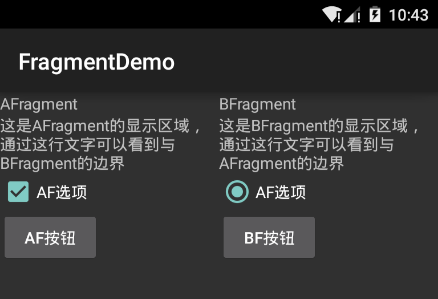 10:43
FragmentDemo
AFragment
这是AFragment的显示区域，
通过这行文字可以看到与
BFragment的边界
AF选项
AF按钮
BFragment
这是BFragment的显示区域，
通过这行文字可以看到与
AFragment的边界
AF选项
BF按钮